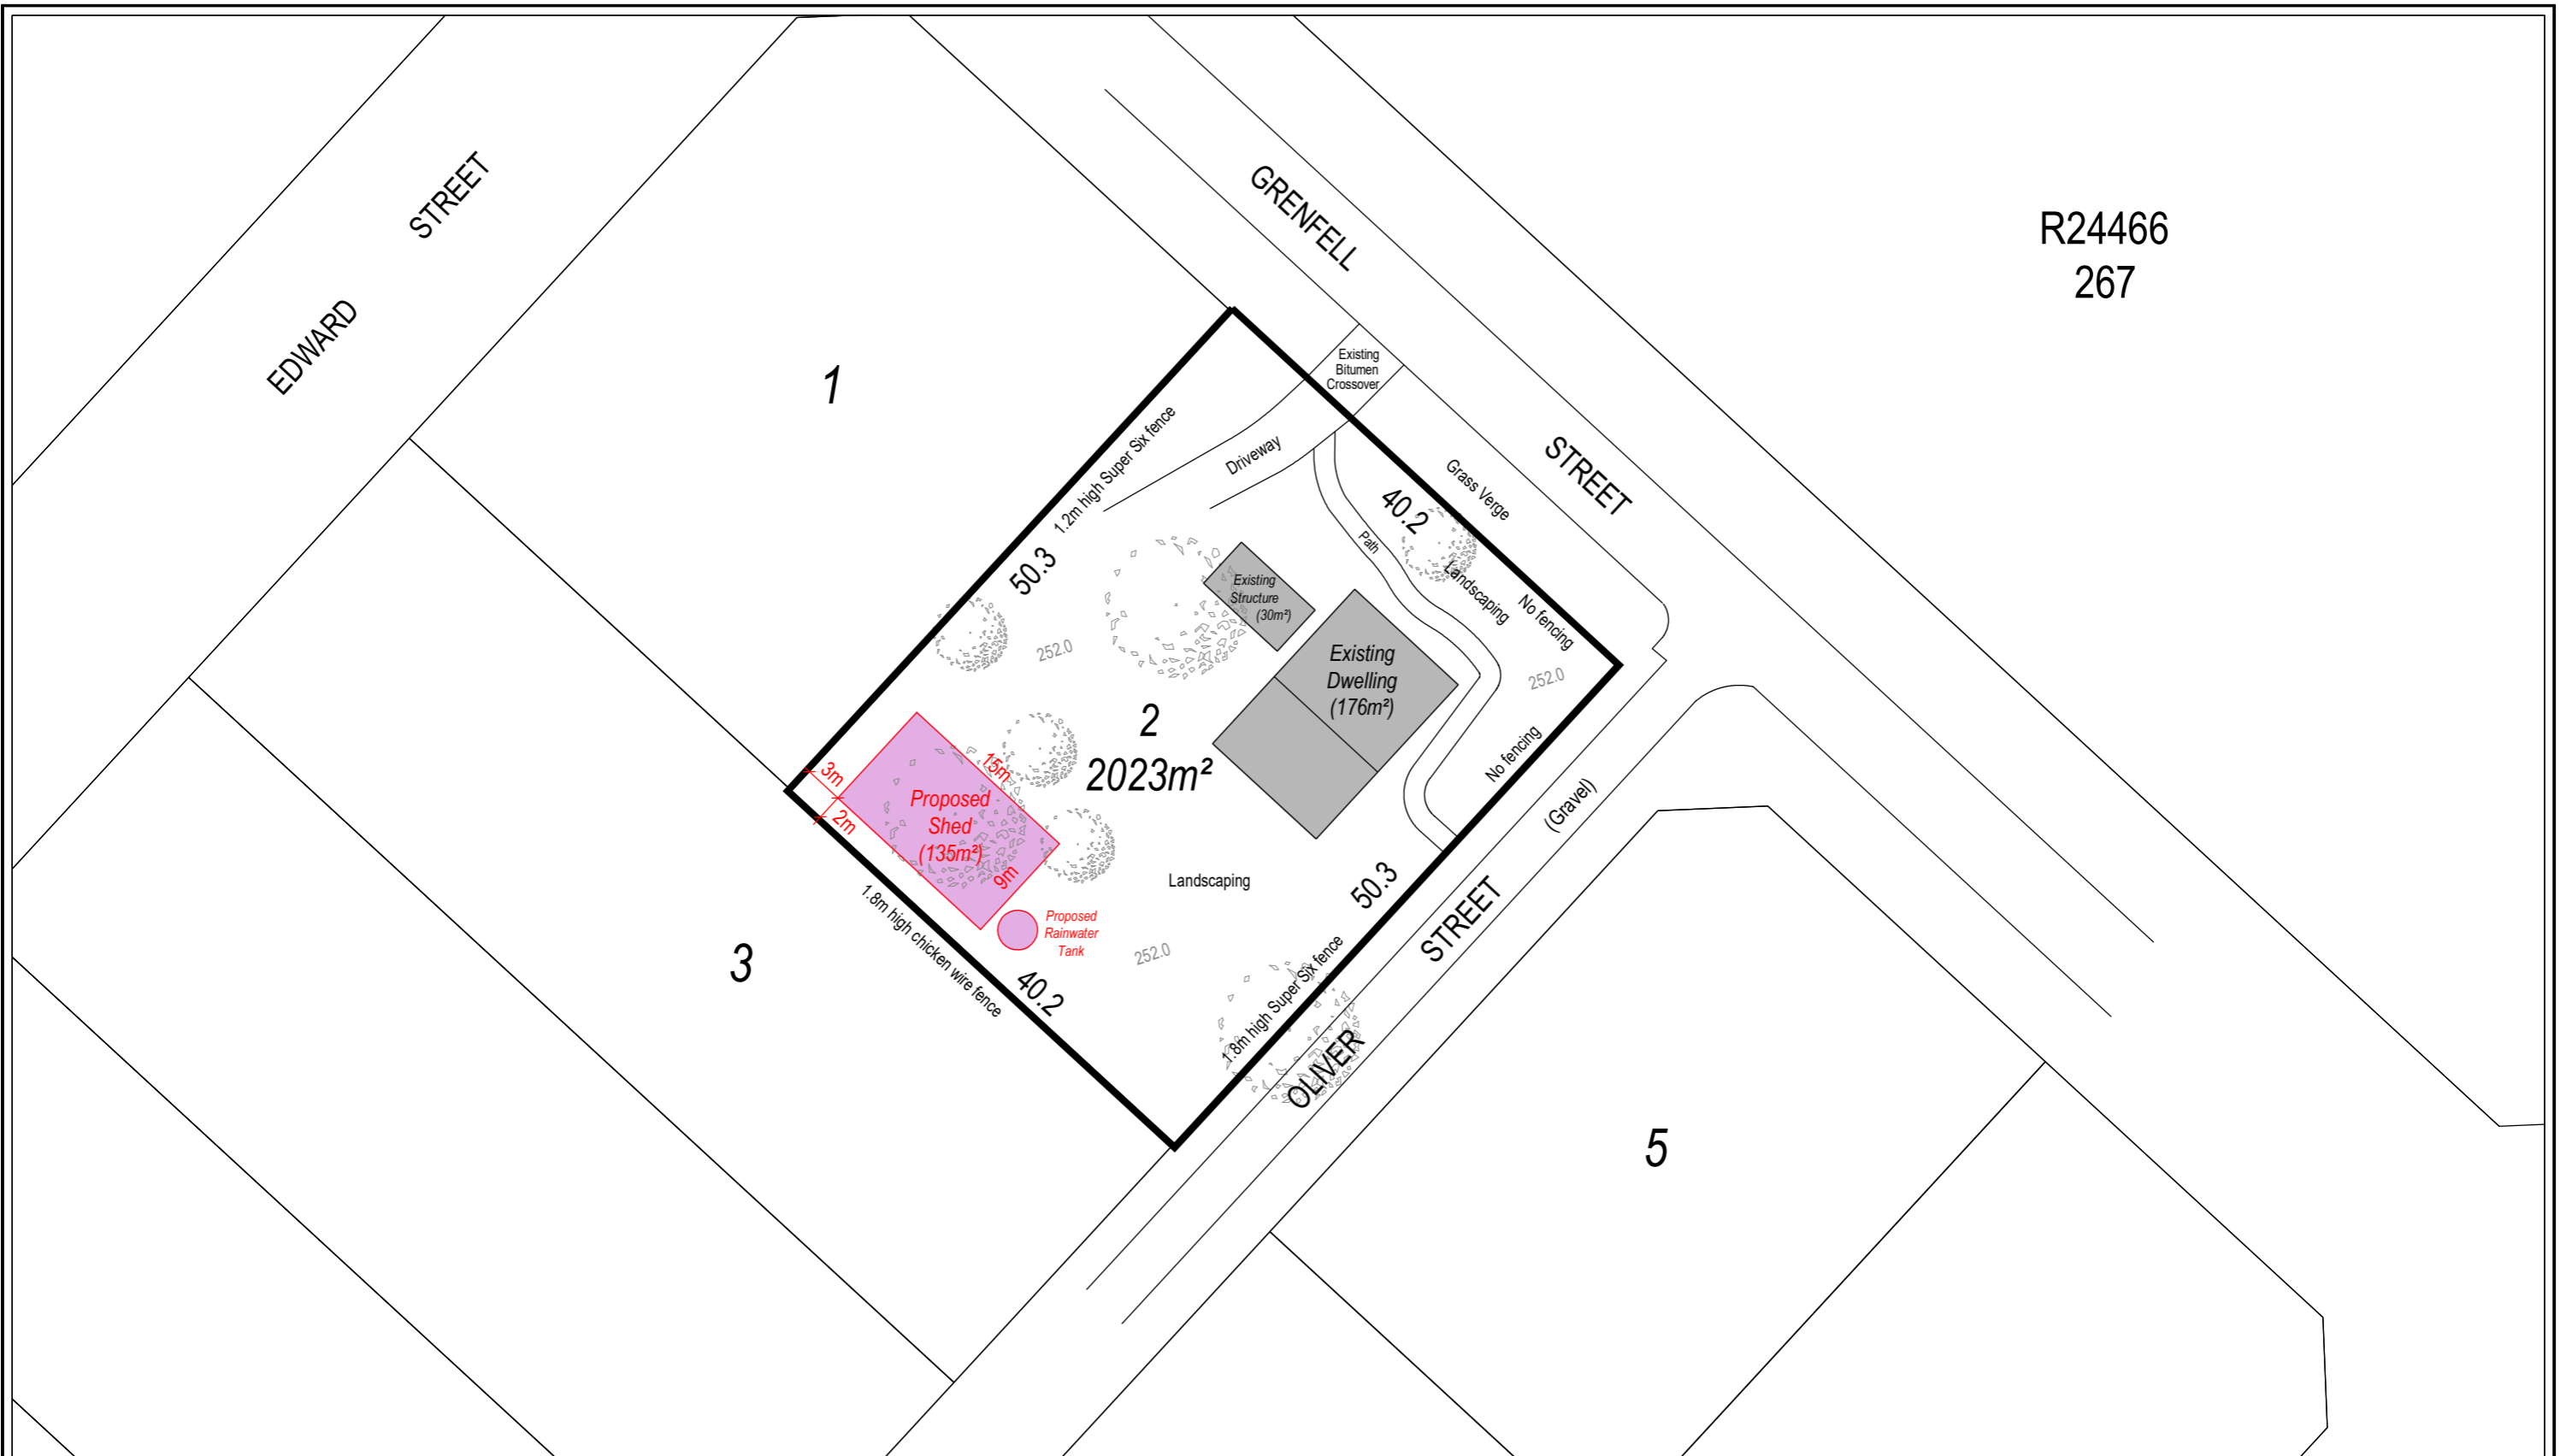 EDWARD STREET
GRENFELL STREET
R24466
267
1
Existing
Bitumen
Crossover
1.2m high Super Six fence
Driveway
50.3
40.2
Grass Verge
Path
Landscaping
No fencing
Existing
Structure
(30m²)
Existing
Dwelling
(176m²)
252.0
252.0
No fencing
2
2023m²
3m
2m
15m
9m
Proposed
Shed
(135m²)
Proposed
Rainwater
Tank
Landscaping
252.0
1.8m high chicken wire fence
40.2
50.3
1.8m high Super Six fence
(Gravel)
OLIVER STREET
3
5